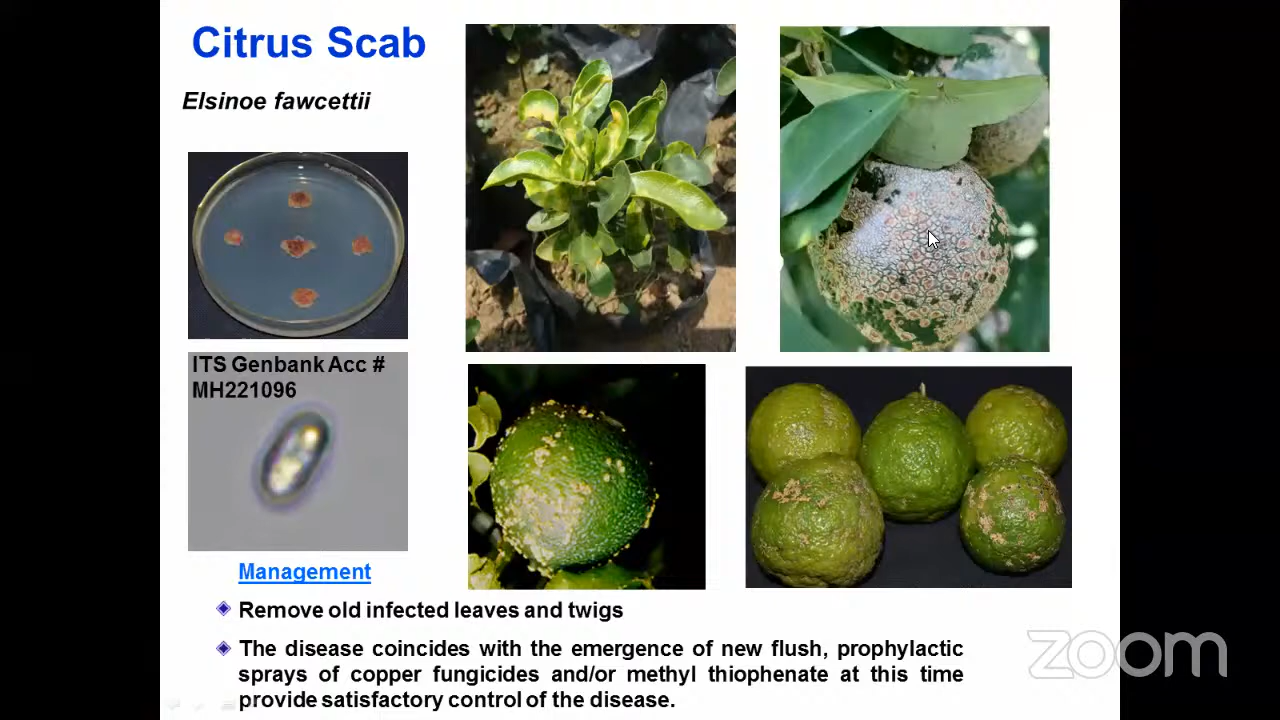 Citrus Scab
Elsinoe fawcettii
ITS Genbank Acc #
MH221096
Management
Remove old infected leaves and twigs
The disease coincides with the emergence of new flush, prophylactic
sprays of copper fungicides and/or methyl thiophenate at this time
provide satisfactory control of the disease.
zoom